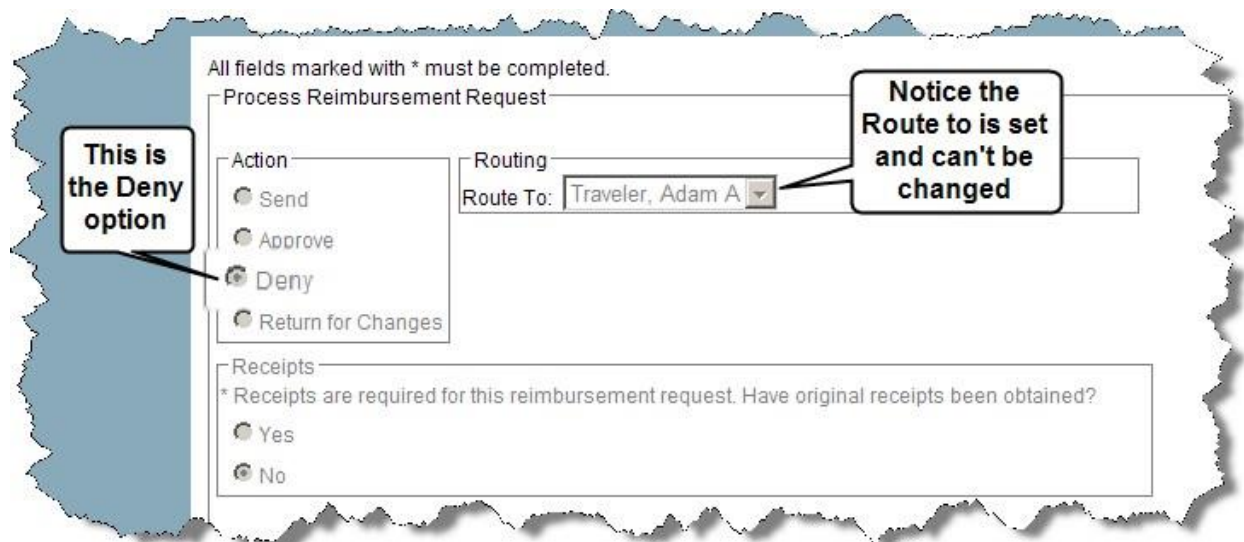 All fields marked with * must be completed.
Process Reimbursement Request
Notice the
Route to is set
and can't be
changed
This is
the Deny
option
Action
Send
Approve
Deny
Return for Changes
Routing
Route To: Traveler, Adam A
Receipts
* Receipts are required for this reimbursement request. Have original receipts been obtained?
Yes
No